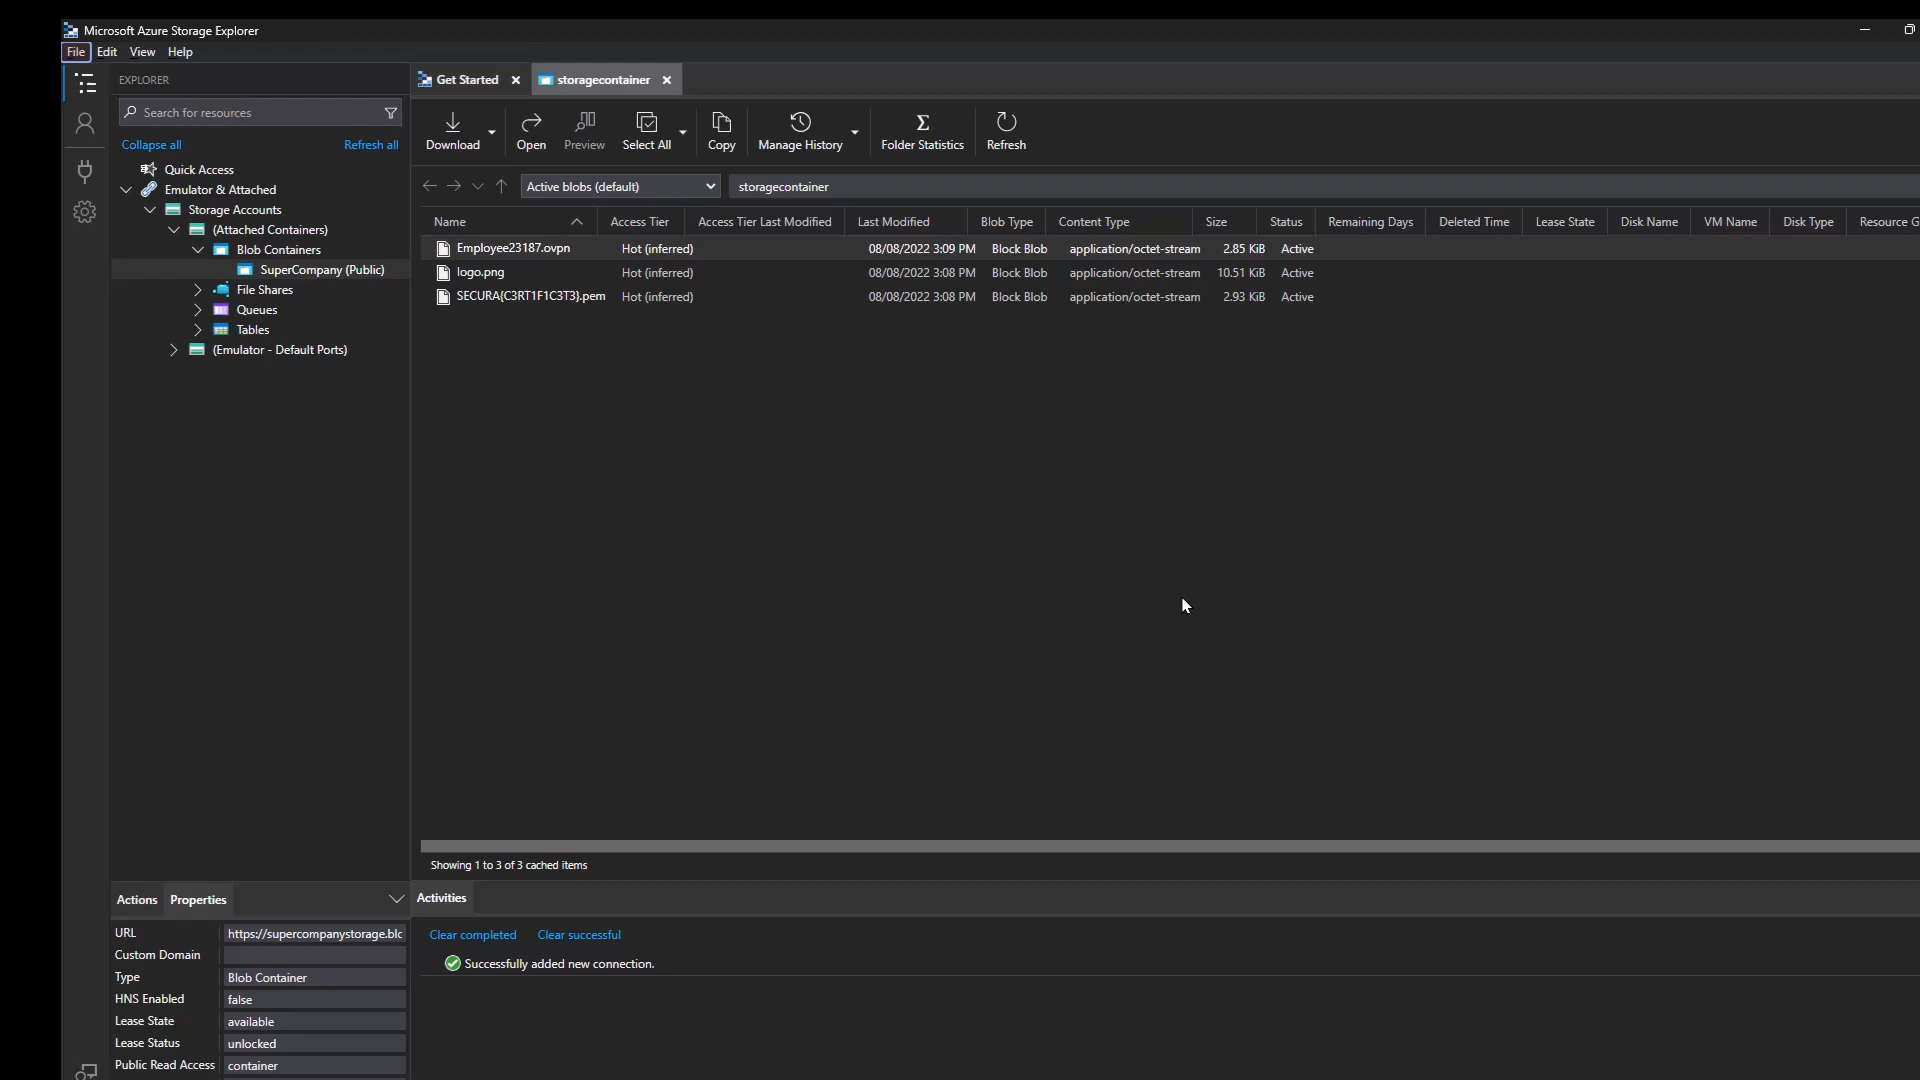 Microsoft Azure Storage Explorer
File Edit View Help
EXPLORER
Get Started
storagecontainer
Search for resources
Collapse all Refresh all
Download Open Preview Select All Copy Manage History Folder Statistics Refresh
Quick Access
Emulator & Attached
Storage Accounts
(Attached Containers)
Blob Containers
SuperCompany (Public)
File Shares
Queues
Tables
(Emulator - Default Ports)
Active blobs (default) storagecontainer
Name Access Tier Access Tier Last Modified Last Modified Blob Type Content Type Size Status Remaining Days Deleted Time Lease State Disk Name VM Name Disk Type Resource G
Employee23187.ovpn Hot (inferred) 08/08/2022 3:09 PM Block Blob application/octet-stream 2.85 KiB Active
logo.png Hot (inferred) 08/08/2022 3:08 PM Block Blob application/octet-stream 10.51 KiB Active
SECURA{C3RT1F1C3T3}.pem Hot (inferred) 08/08/2022 3:08 PM Block Blob application/octet-stream 2.93 KiB Active
Showing 1 to 3 of 3 cached items
Actions Properties
URL https://supercompanystorage.blc
Custom Domain
Type Blob Container
HNS Enabled false
Lease State available
Lease Status unlocked
Public Read Access container
Activities
Clear completed Clear successful
Successfully added new connection.